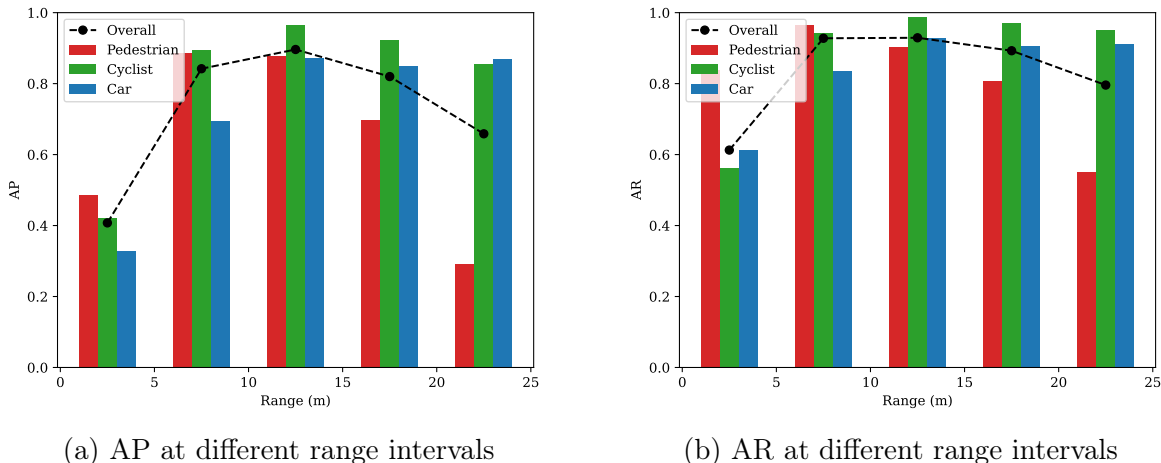 1.0
0.8
0.6
0.4
0.2
0.0
AP
Overall
Pedestrian
Cyclist
Car
0 5 10 15 20 25
Range (m)
(a) AP at different range intervals
1.0
0.8
0.6
0.4
0.2
0.0
AR
Overall
Pedestrian
Cyclist
Car
0 5 10 15 20 25
Range (m)
(b) AR at different range intervals